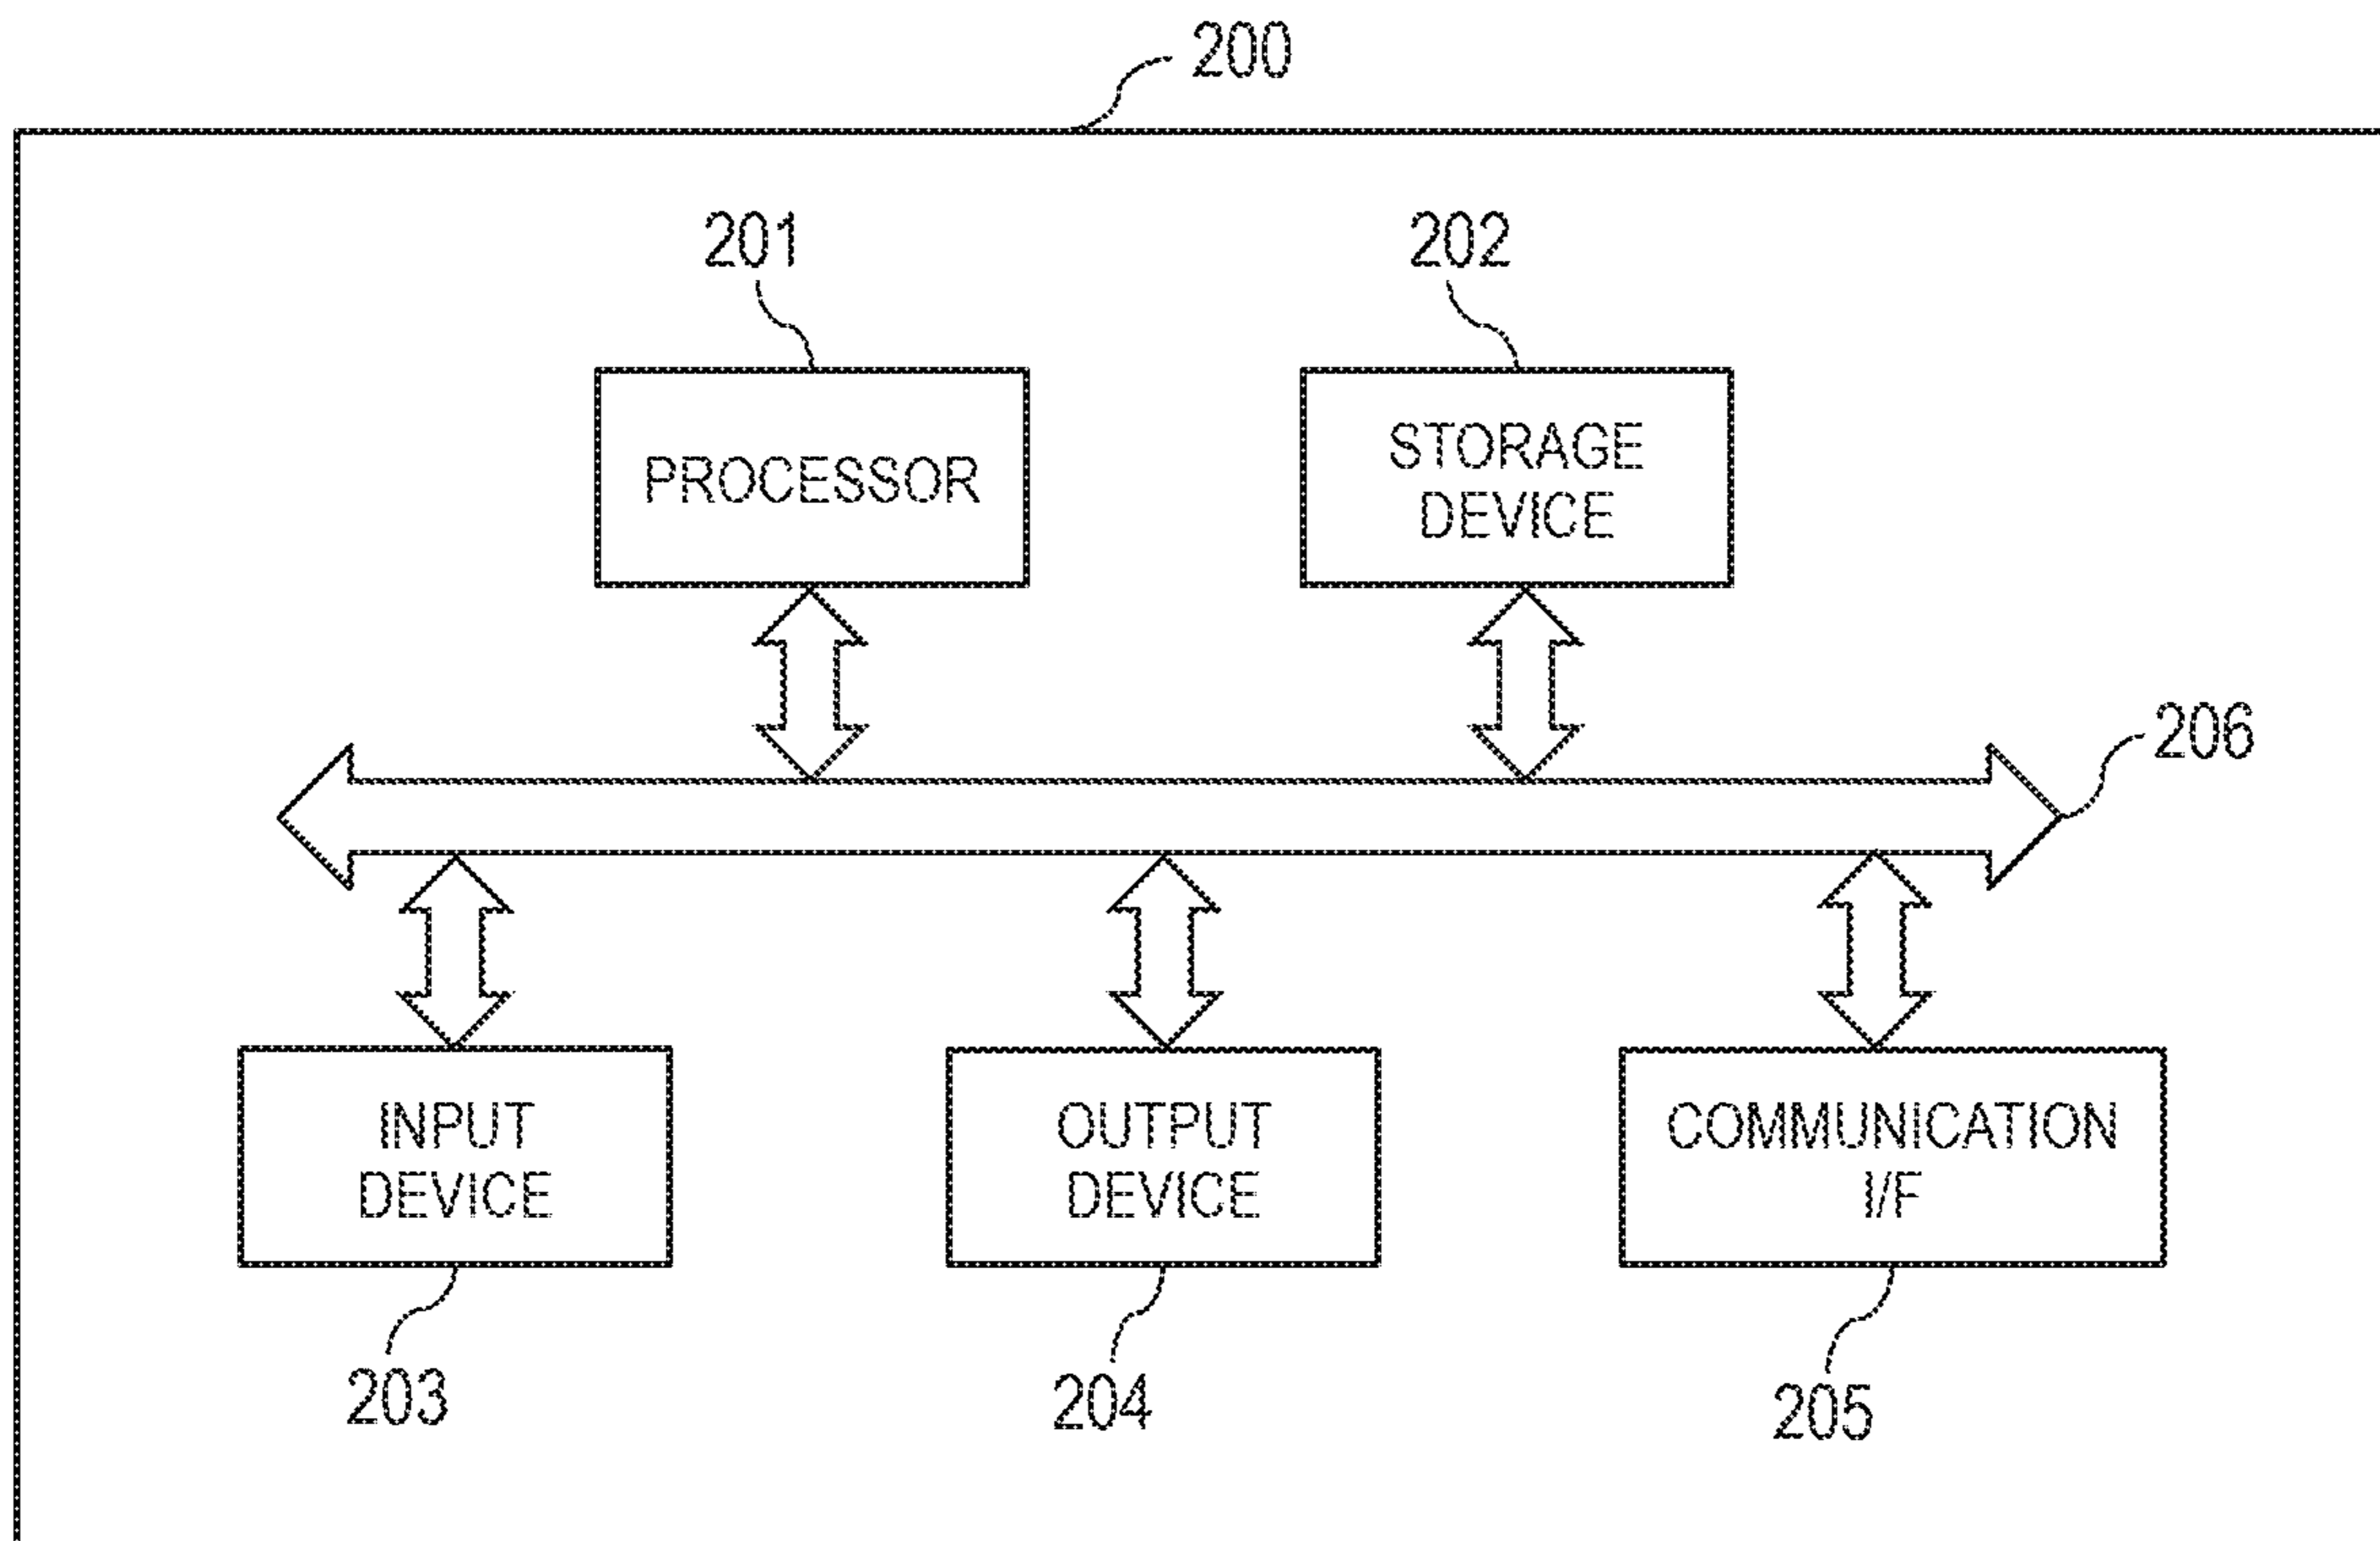 200
201
202
PROCESSOR
STORAGE
DEVICE
206
INPUT
DEVICE
OUTPUT
DEVICE
COMMUNICATION
I/F
203
204
205